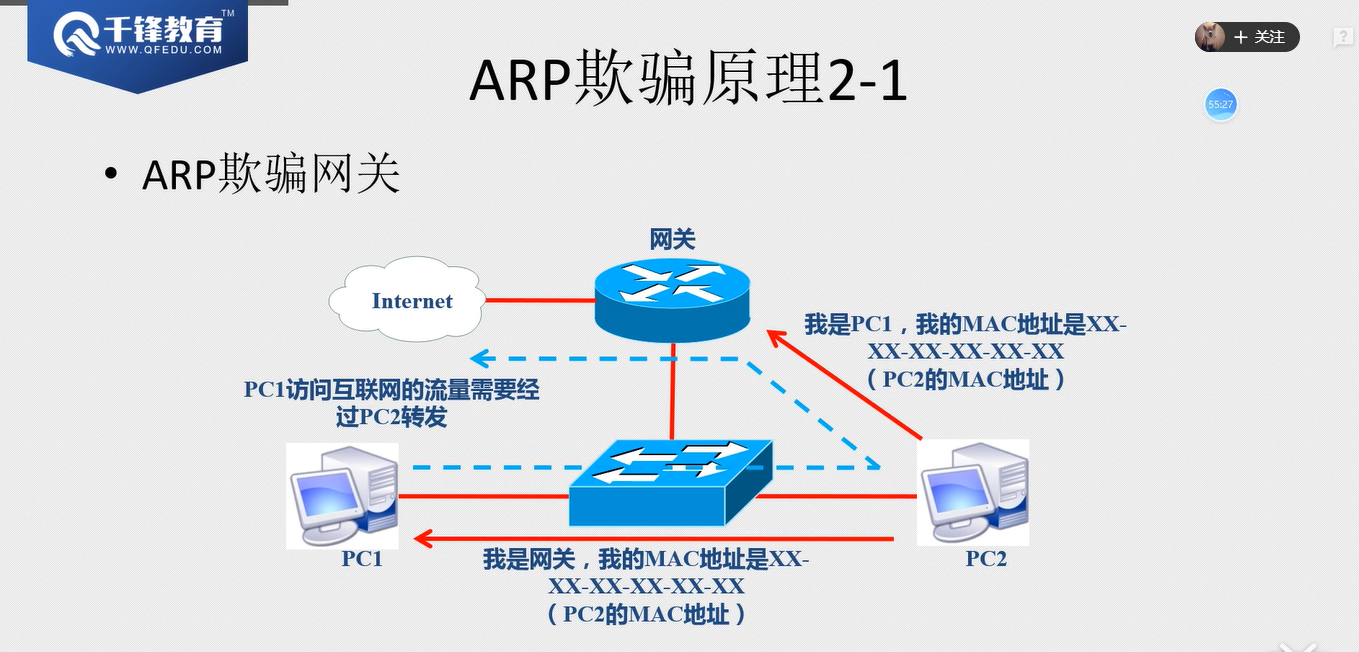 千锋教育TM
WWW.QFEDU.COM
+ 关注
?
ARP欺骗原理2-1
55:27
• ARP欺骗网关
网关
Internet
我是PC1，我的MAC地址是XX-
XX-XX-XX-XX-XX
（PC2的MAC地址）
PC1访问互联网的流量需要经
过PC2转发
PC1
PC2
我是网关，我的MAC地址是XX-
XX-XX-XX-XX-XX
（PC2的MAC地址）